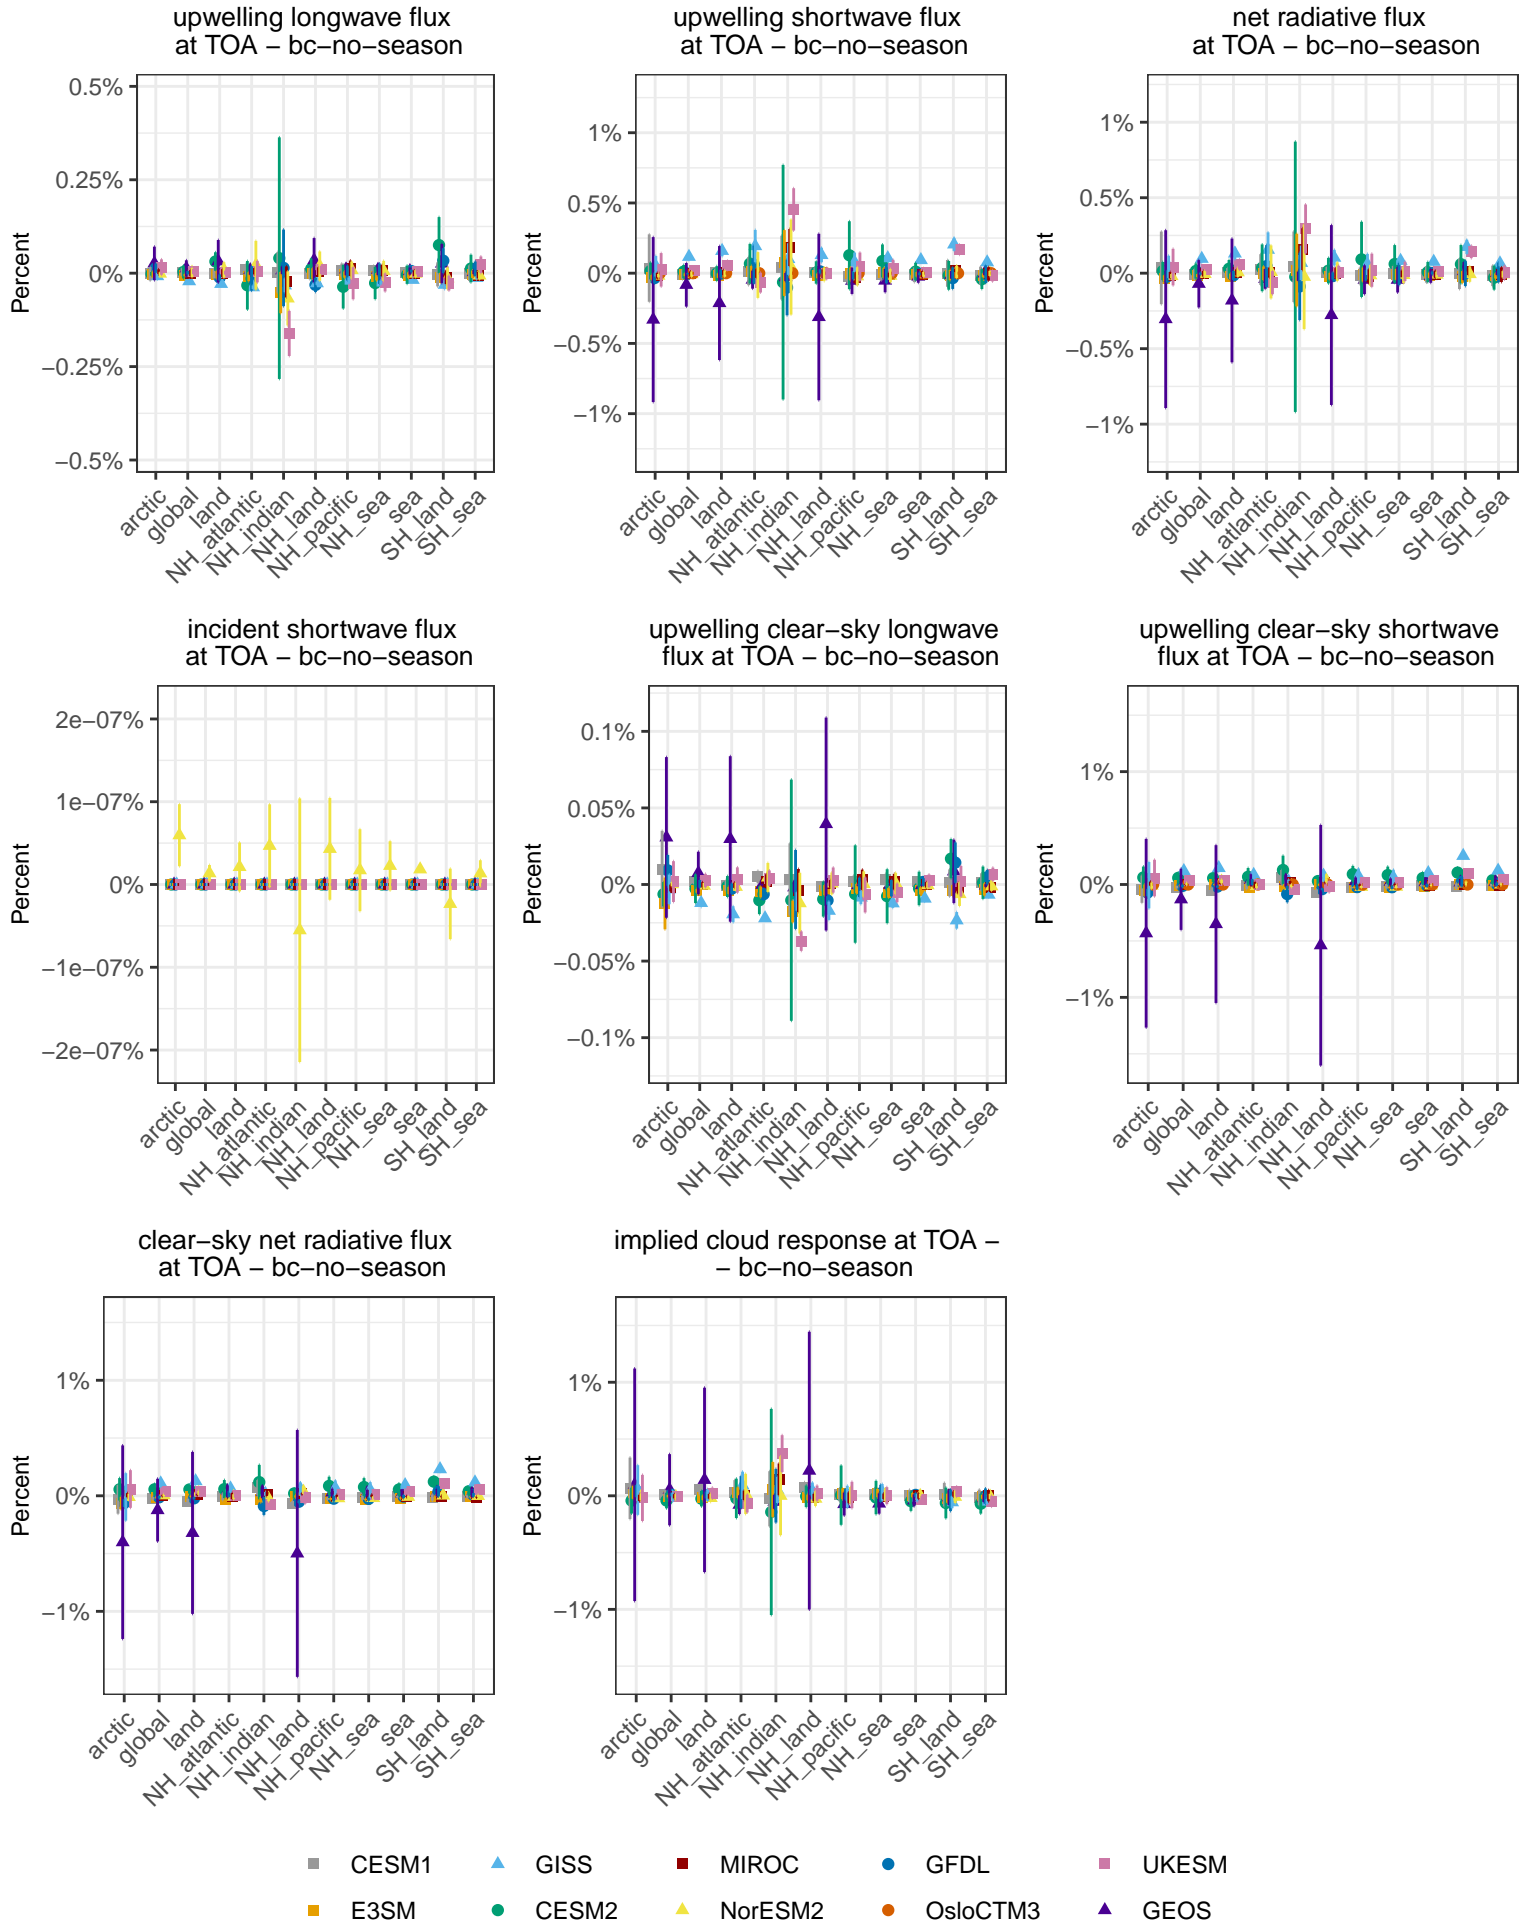 upwelling longwave flux
at TOA − bc−no−season
upwelling shortwave flux
at TOA − bc−no−season
net radiative flux
at TOA − bc−no−season
Percent
0.5%
0.25%
0%
−0.25%
−0.5%
arctic
global
land
NH_atlantic
NH_indian
NH_land
NH_pacific
NH_sea
sea
SH_land
SH_sea
Percent
1%
0.5%
0%
−0.5%
−1%
arctic
global
land
NH_atlantic
NH_indian
NH_land
NH_pacific
NH_sea
sea
SH_land
SH_sea
Percent
1%
0.5%
0%
−0.5%
−1%
arctic
global
land
NH_atlantic
NH_indian
NH_land
NH_pacific
NH_sea
sea
SH_land
SH_sea
incident shortwave flux
at TOA − bc−no−season
upwelling clear−sky longwave
flux at TOA − bc−no−season
upwelling clear−sky shortwave
flux at TOA − bc−no−season
Percent
2e−07%
1e−07%
0%
−1e−07%
−2e−07%
arctic
global
land
NH_atlantic
NH_indian
NH_land
NH_pacific
NH_sea
sea
SH_land
SH_sea
Percent
0.1%
0.05%
0%
−0.05%
−0.1%
arctic
global
land
NH_atlantic
NH_indian
NH_land
NH_pacific
NH_sea
sea
SH_land
SH_sea
Percent
1%
0%
−1%
arctic
global
land
NH_atlantic
NH_indian
NH_land
NH_pacific
NH_sea
sea
SH_land
SH_sea
clear−sky net radiative flux
at TOA − bc−no−season
implied cloud response at TOA −
− bc−no−season
Percent
1%
0%
−1%
arctic
global
land
NH_atlantic
NH_indian
NH_land
NH_pacific
NH_sea
sea
SH_land
SH_sea
Percent
1%
0%
−1%
arctic
global
land
NH_atlantic
NH_indian
NH_land
NH_pacific
NH_sea
sea
SH_land
SH_sea
CESM1 GISS MIROC GFDL UKESM
E3SM CESM2 NorESM2 OsloCTM3 GEOS